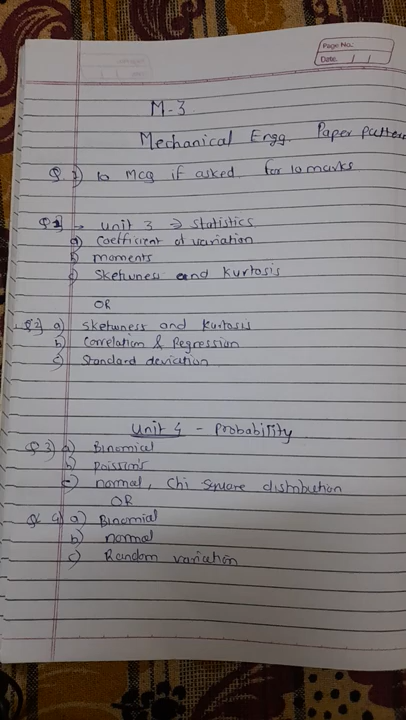 Page No.:
Date. / /
M-3.
Mechanical Engg. Paper pattern
Q.1) 10 Mcq if asked for 10 marks
Q1 → unit 3 → statistics
a) Coefficient of variation
b) moments
c) Skewness and Kurtosis
OR
Q2) a) Skewness and Kurtosis
b) Correlation & Regression
c) Standard deviation
Unit 4 - Probability
Q 3) a) Binomial
b) Poission's
c) normal, Chi Square distribution
OR
Q. 4) a) Binomial
b) normal
c) Random variation